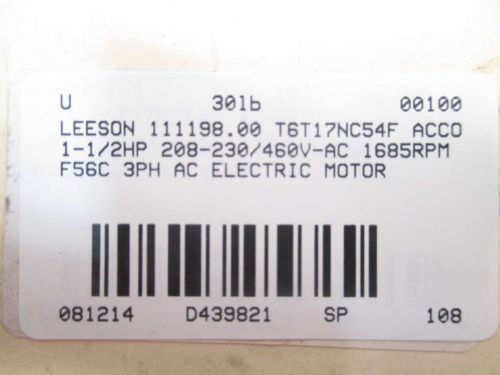 U 30lb 00100
LEESON 111198.00 T6T17NC54F ACCO
1-1/2HP 208-230/460V-AC 1685RPM
F56C 3PH AC ELECTRIC MOTOR
081214 D439821 SP 108